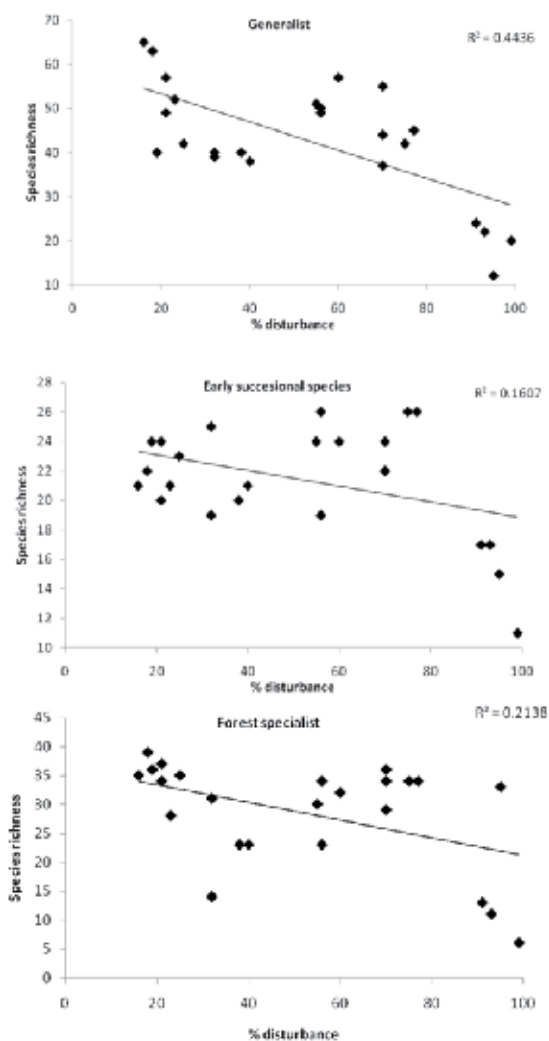 Generalist
R² = 0.4436
70
60
50
40
30
20
10
Species richness
0 20 40 60 80 100
% disturbance
Early succesional species
R² = 0.1607
28
26
24
22
20
18
16
14
12
10
Species richness
0 20 40 60 80 100
% disturbance
Forest specialist
R² = 0.2138
45
40
35
30
25
20
15
10
5
0
Species richness
0 20 40 60 80 100
% disturbance